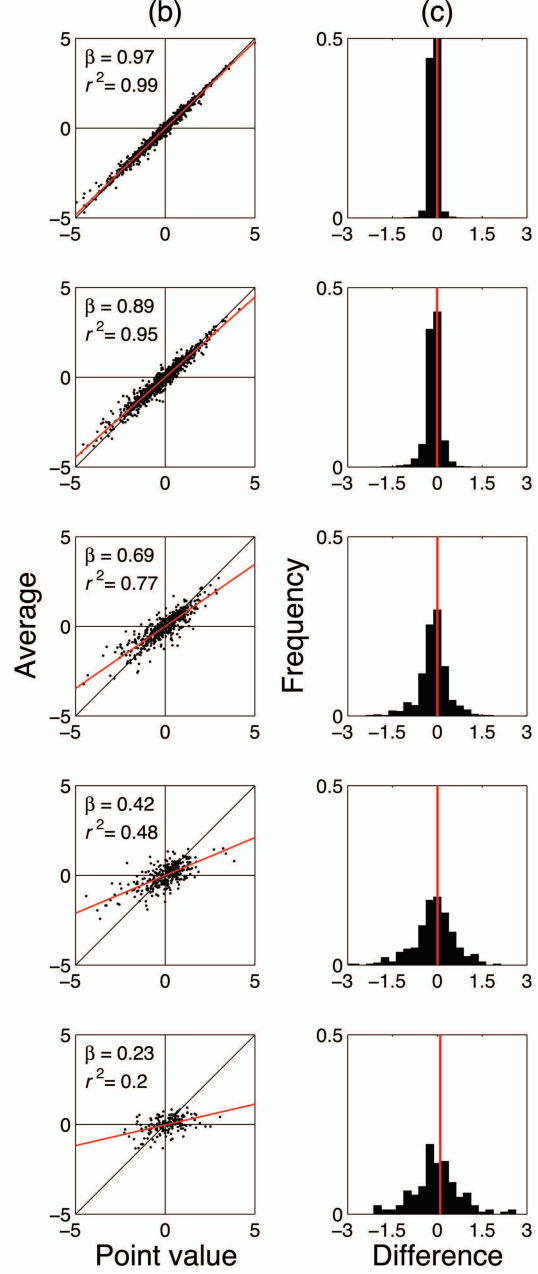 (b) (c)
β = 0.97
r² = 0.99
5
0
−5
−5 0 5
0.5
0
−3 −1.5 0 1.5 3
β = 0.89
r² = 0.95
5
0
−5
−5 0 5
0.5
0
−3 −1.5 0 1.5 3
β = 0.69
r² = 0.77
5
0
−5
−5 0 5
Average
0.5
0
−3 −1.5 0 1.5 3
Frequency
β = 0.42
r² = 0.48
5
0
−5
−5 0 5
0.5
0
−3 −1.5 0 1.5 3
β = 0.23
r² = 0.2
5
0
−5
−5 0 5
Point value
0.5
0
−3 −1.5 0 1.5 3
Difference